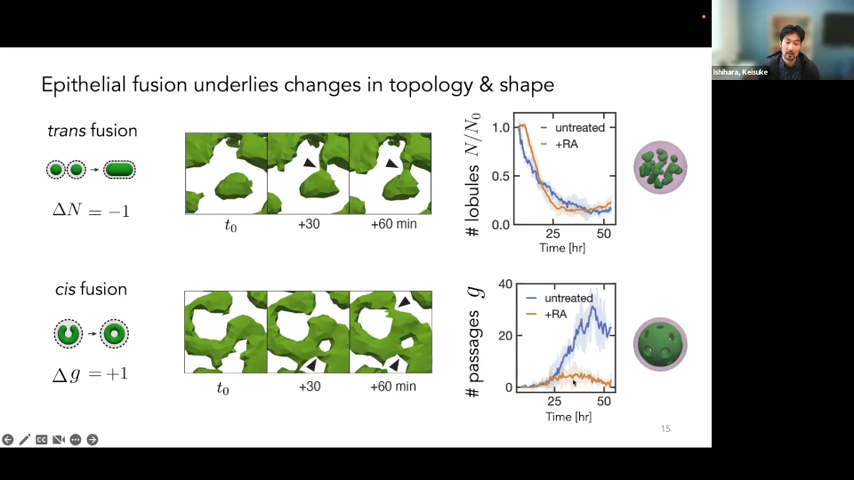 Ishihara, Keisuke
Epithelial fusion underlies changes in topology & shape
trans fusion
ΔN = −1
t₀
+30
+60 min
# lobules N/N₀
1.0
0.5
0.0
untreated
+RA
25
50
Time [hr]
cis fusion
Δg = +1
t₀
+30
+60 min
# passages g
40
20
0
untreated
+RA
25
50
Time [hr]
15
CC